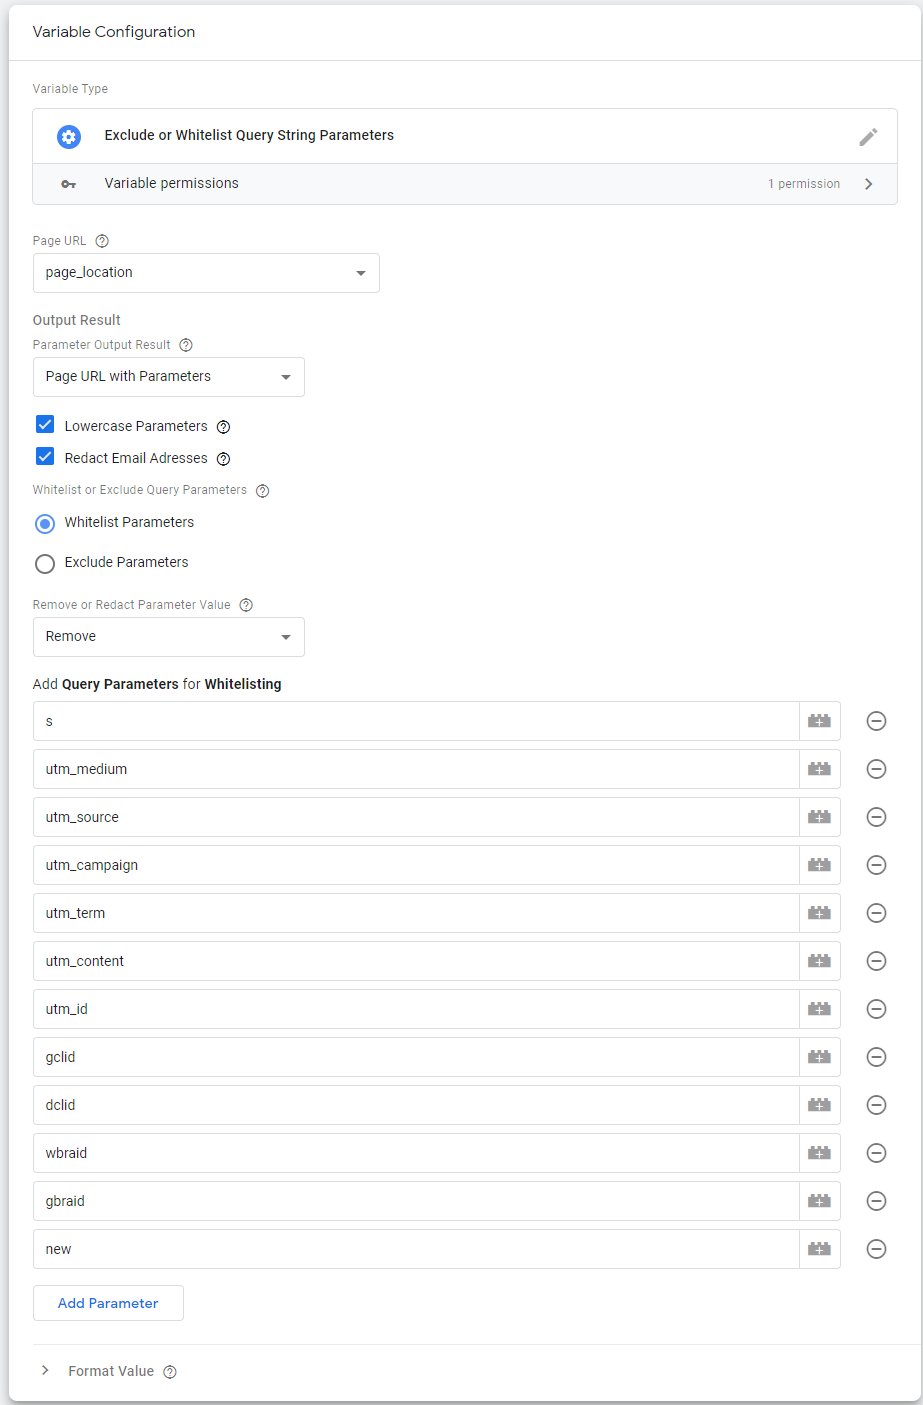 Variable Configuration
Variable Type
Exclude or Whitelist Query String Parameters
Variable permissions 1 permission
Page URL
page_location
Output Result
Parameter Output Result
Page URL with Parameters
Lowercase Parameters
Redact Email Adresses
Whitelist or Exclude Query Parameters
Whitelist Parameters
Exclude Parameters
Remove or Redact Parameter Value
Remove
Add Query Parameters for Whitelisting
s
utm_medium
utm_source
utm_campaign
utm_term
utm_content
utm_id
gclid
dclid
wbraid
gbraid
new
Add Parameter
Format Value